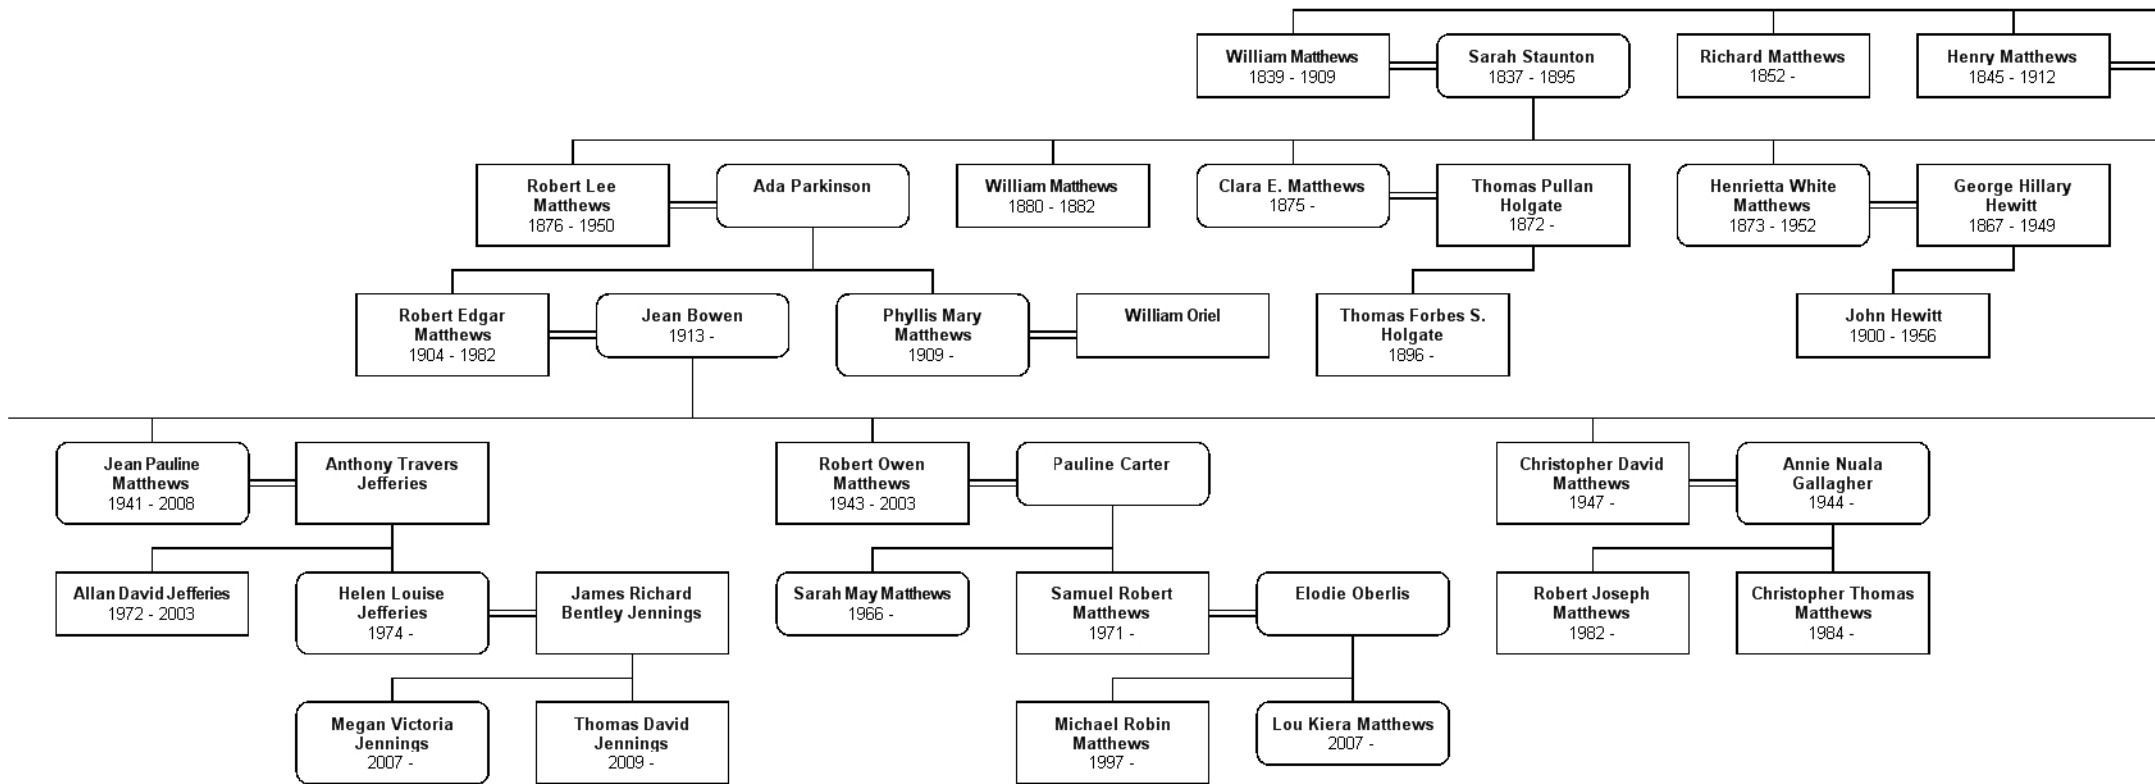 William Matthews
1839 - 1909
Sarah Staunton
1837 - 1895
Richard Matthews
1852 -
Henry Matthews
1845 - 1912
Robert Lee
Matthews
1876 - 1950
Ada Parkinson
William Matthews
1880 - 1882
Clara E. Matthews
1875 -
Thomas Pullan
Holgate
1872 -
Henrietta White
Matthews
1873 - 1952
George Hillary
Hewitt
1867 - 1949
Robert Edgar
Matthews
1904 - 1982
Jean Bowen
1913 -
Phyllis Mary
Matthews
1909 -
William Oriel
Thomas Forbes S.
Holgate
1896 -
John Hewitt
1900 - 1956
Jean Pauline
Matthews
1941 - 2008
Anthony Travers
Jefferies
Robert Owen
Matthews
1943 - 2003
Pauline Carter
Christopher David
Matthews
1947 -
Annie Nuala
Gallagher
1944 -
Allan David Jefferies
1972 - 2003
Helen Louise
Jefferies
1974 -
James Richard
Bentley Jennings
Sarah May Matthews
1966 -
Samuel Robert
Matthews
1971 -
Elodie Oberlis
Robert Joseph
Matthews
1982 -
Christopher Thomas
Matthews
1984 -
Megan Victoria
Jennings
2007 -
Thomas David
Jennings
2009 -
Michael Robin
Matthews
1997 -
Lou Kiera Matthews
2007 -